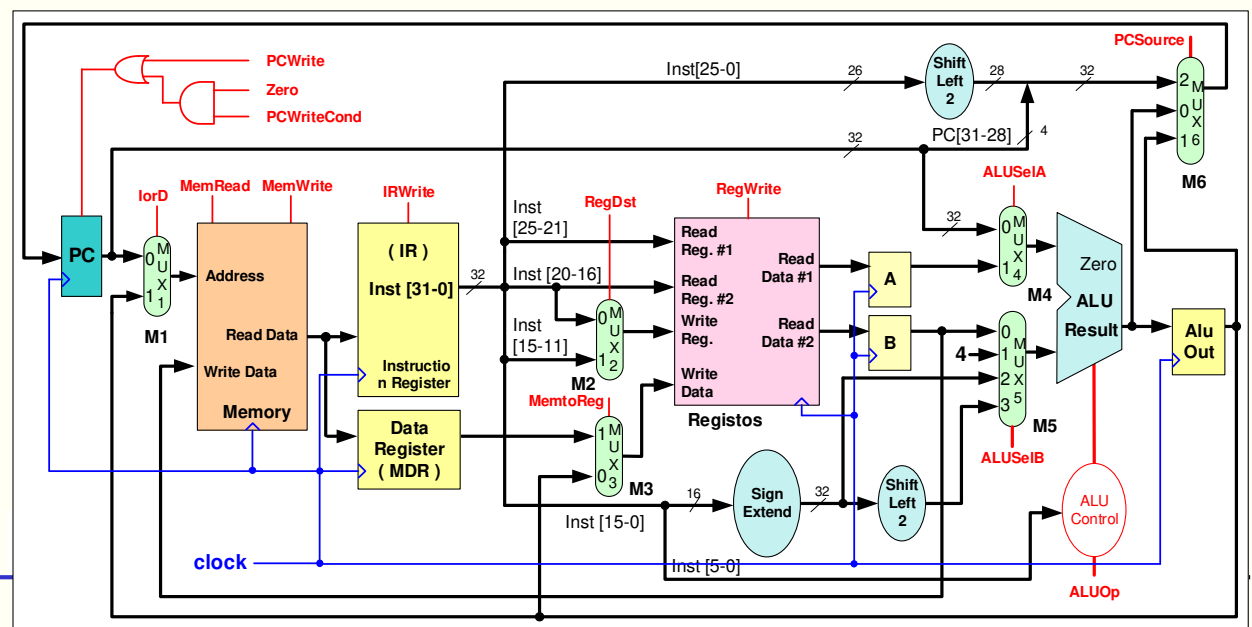 PCWrite
Zero
PCWriteCond
Inst[25-0]
26
Shift
Left
2
28
32
PCSource
2
0
1
M
U
X
6
M6
32
PC[31-28]
4
IorD
MemRead
MemWrite
IRWrite
RegDst
RegWrite
ALUSelA
PC
0
1
M
U
X
1
M1
Address
Read Data
Write Data
Memory
( IR )
Inst [31-0]
Instructio
n Register
32
Data
Register
( MDR )
Inst
[25-21]
Inst [20-16]
Inst
[15-11]
0
1
M
U
X
2
M2
MemtoReg
1
0
M
U
X
3
M3
Read
Reg. #1
Read
Reg. #2
Write
Reg.
Write
Data
Read
Data #1
Read
Data #2
Registos
A
B
32
0
1
M
U
X
4
M4
4
0
1
2
3
M
U
X
5
M5
ALUSelB
Zero
ALU
Result
Alu
Out
16
Inst [15-0]
Sign
Extend
32
Shift
Left
2
ALU
Control
ALUOp
Inst [5-0]
clock